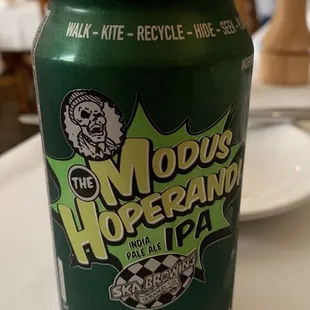 WALK - KITE - RECYCLE - HIDE - SEEK -
THE
MODUS
HOPERANDI
INDIA
PALE ALE
IPA
SKA BREWING